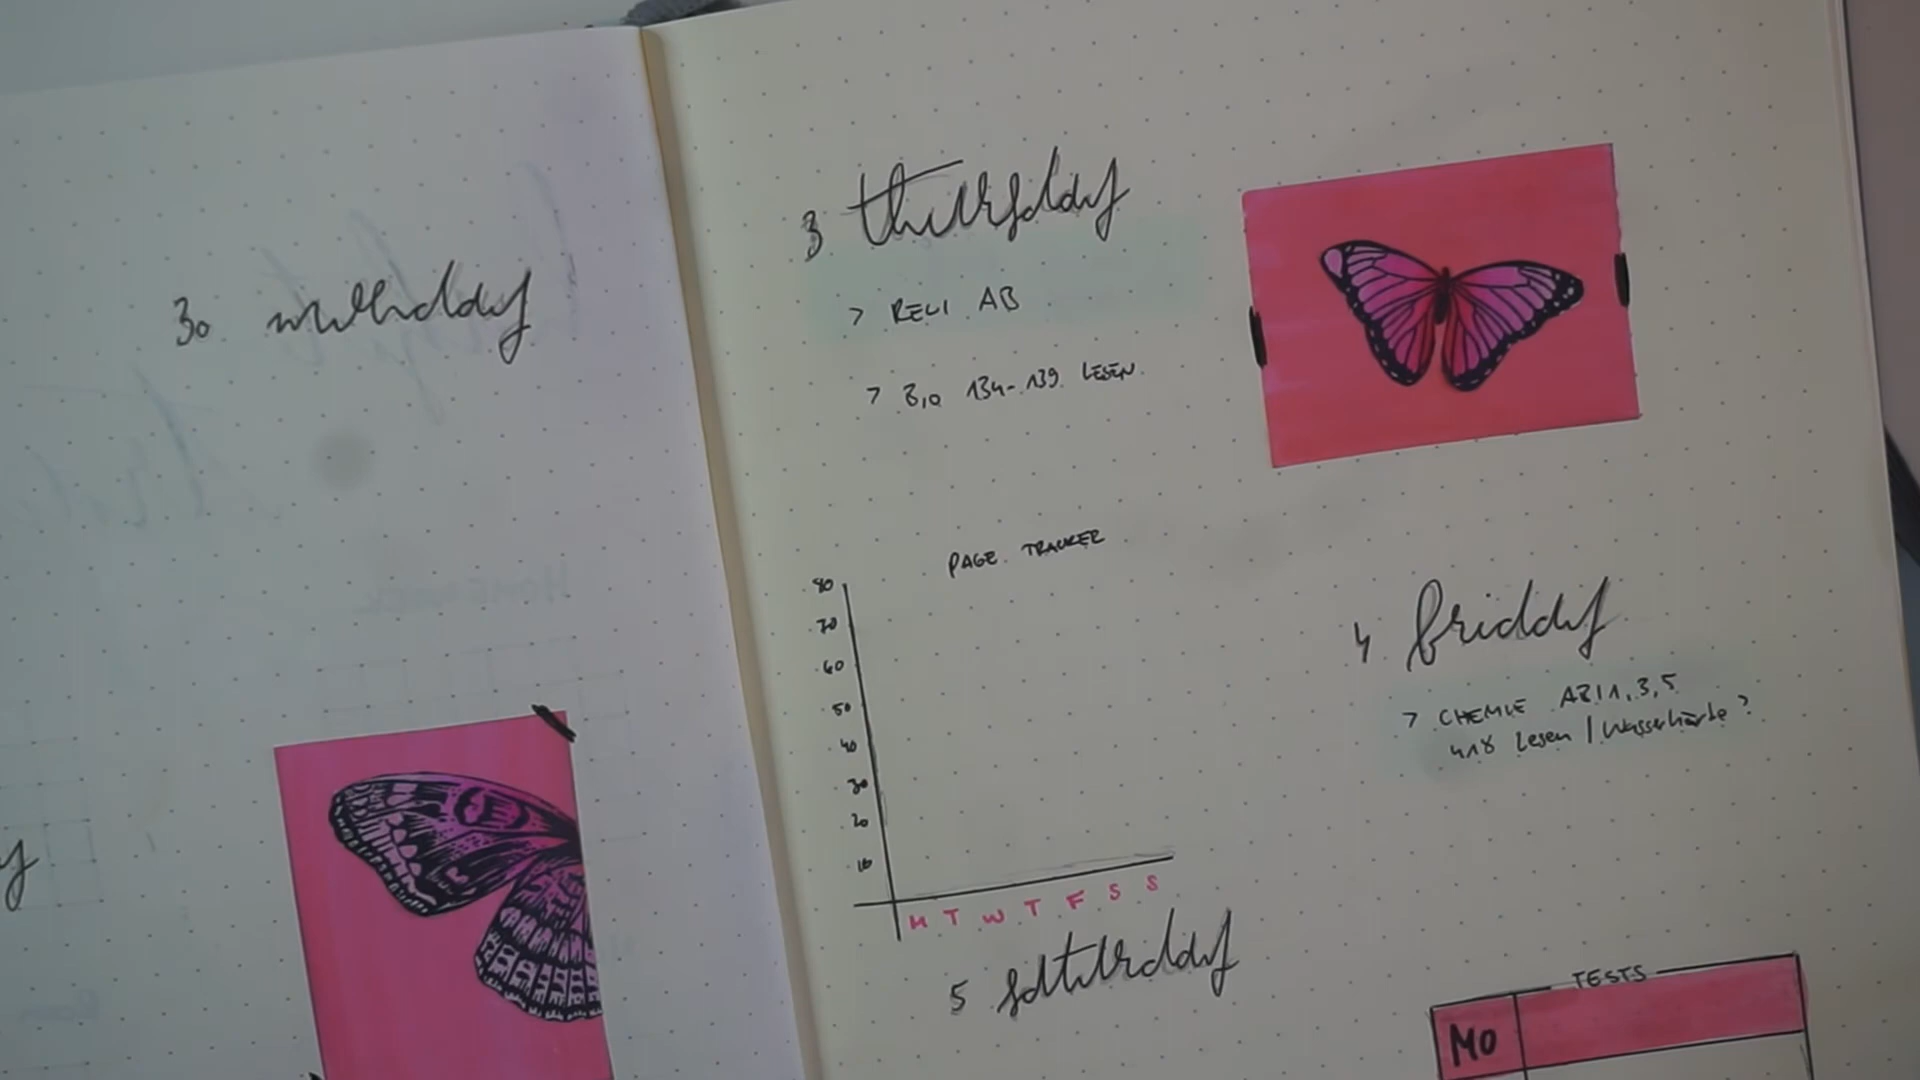 30
3 thursday
> RELI AB
> BIO 134-139 LESEN
PAGE TRACKER
80
70
60
50
40
30
20
10
M T W T F S S
4 friday
> CHEMIE AB 1, 3, 5
418 lesen / Wasserhärte?
5 saturday
TESTS
MO
y